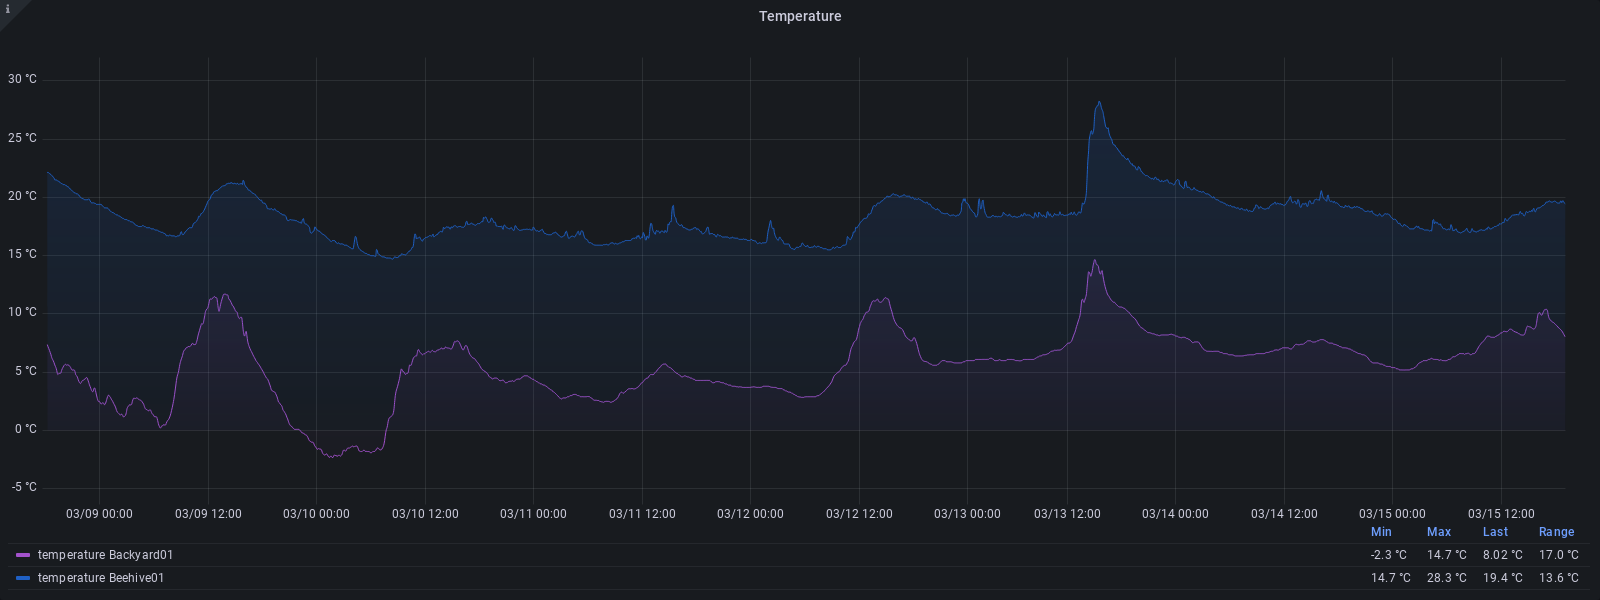 i
Temperature
30 °C
25 °C
20 °C
15 °C
10 °C
5 °C
0 °C
-5 °C
03/09 00:00 03/09 12:00 03/10 00:00 03/10 12:00 03/11 00:00 03/11 12:00 03/12 00:00 03/12 12:00 03/13 00:00 03/13 12:00 03/14 00:00 03/14 12:00 03/15 00:00 03/15 12:00
Min Max Last Range
temperature Backyard01 -2.3 °C 14.7 °C 8.02 °C 17.0 °C
temperature Beehive01 14.7 °C 28.3 °C 19.4 °C 13.6 °C